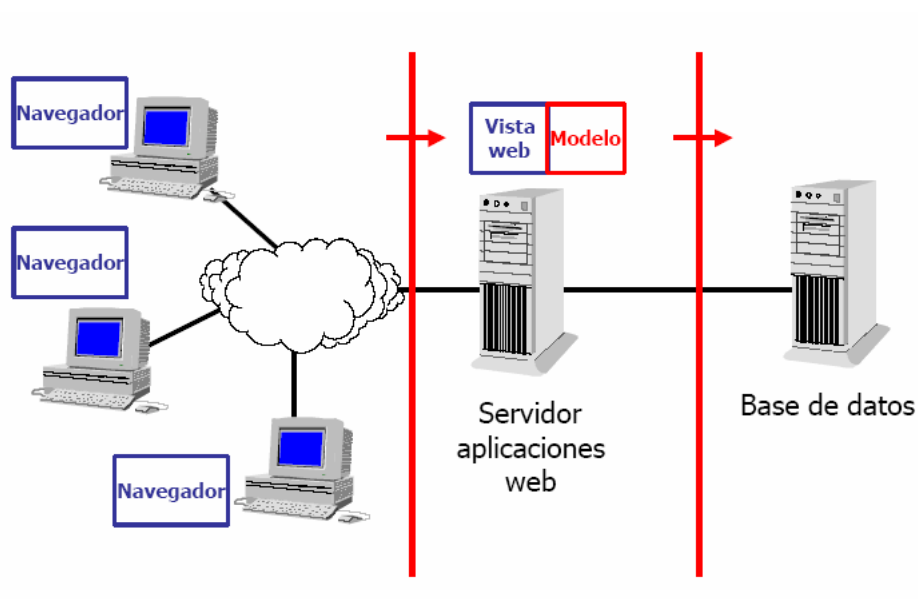 Navegador
Navegador
Navegador
Vista
web
Modelo
Servidor
aplicaciones
web
Base de datos